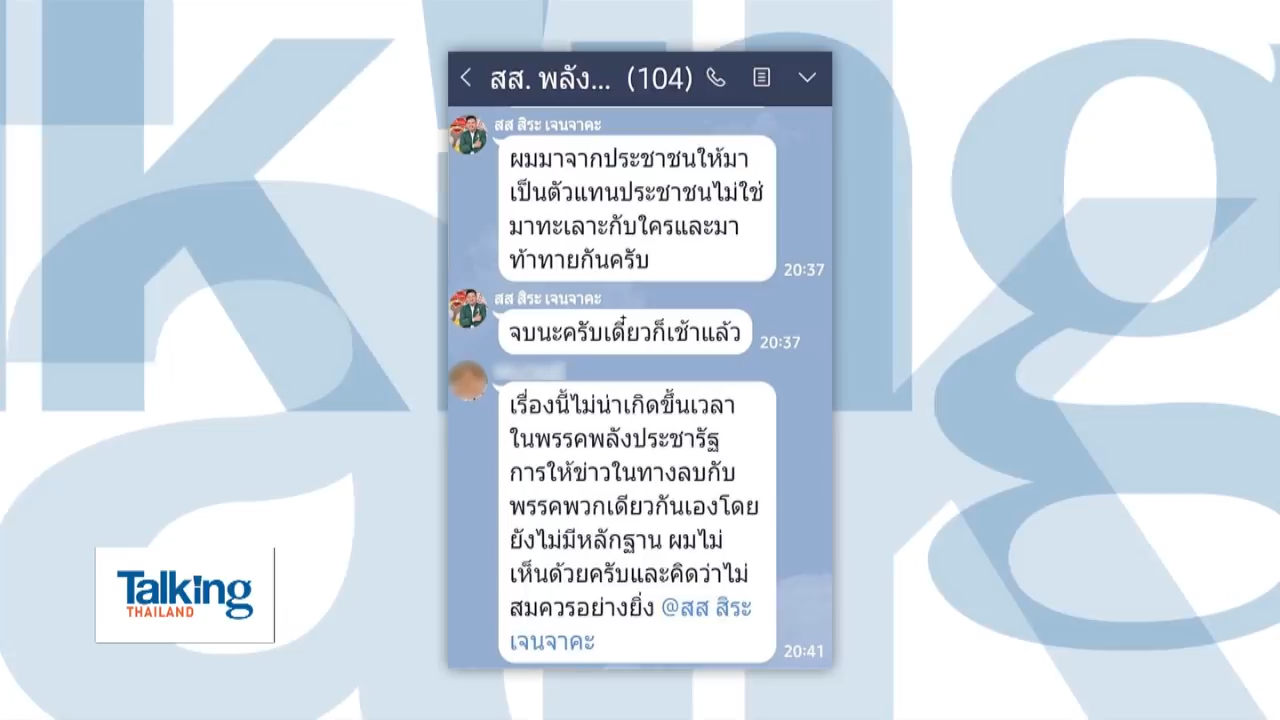 สส. พลัง... (104)
สส สิระ เจนจาคะ
ผมมาจากประชาชนให้มา
เป็นตัวแทนประชาชนไม่ใช่
มาทะเลาะกับใครและมา
ท้าทายกันครับ
20:37
สส สิระ เจนจาคะ
จบนะครับเดี๋ยวก็เช้าแล้ว
20:37
เรื่องนี้ไม่น่าเกิดขึ้นเวลา
ในพรรคพลังประชารัฐ
การให้ข่าวในทางลบกับ
พรรคพวกเดียวกันเองโดย
ยังไม่มีหลักฐาน ผมไม่
เห็นด้วยครับและคิดว่าไม่
สมควรอย่างยิ่ง @สส สิระ
เจนจาคะ
20:41
Talking
THAILAND